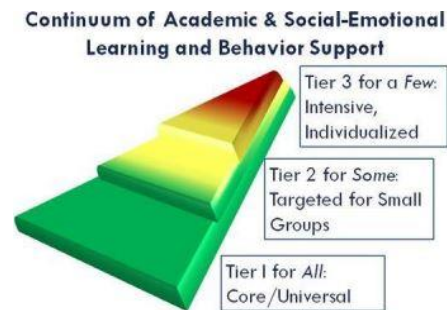 Continuum of Academic & Social-Emotional
Learning and Behavior Support
Tier 3 for a Few:
Intensive,
Individualized
Tier 2 for Some:
Targeted for Small
Groups
Tier I for All:
Core/Universal